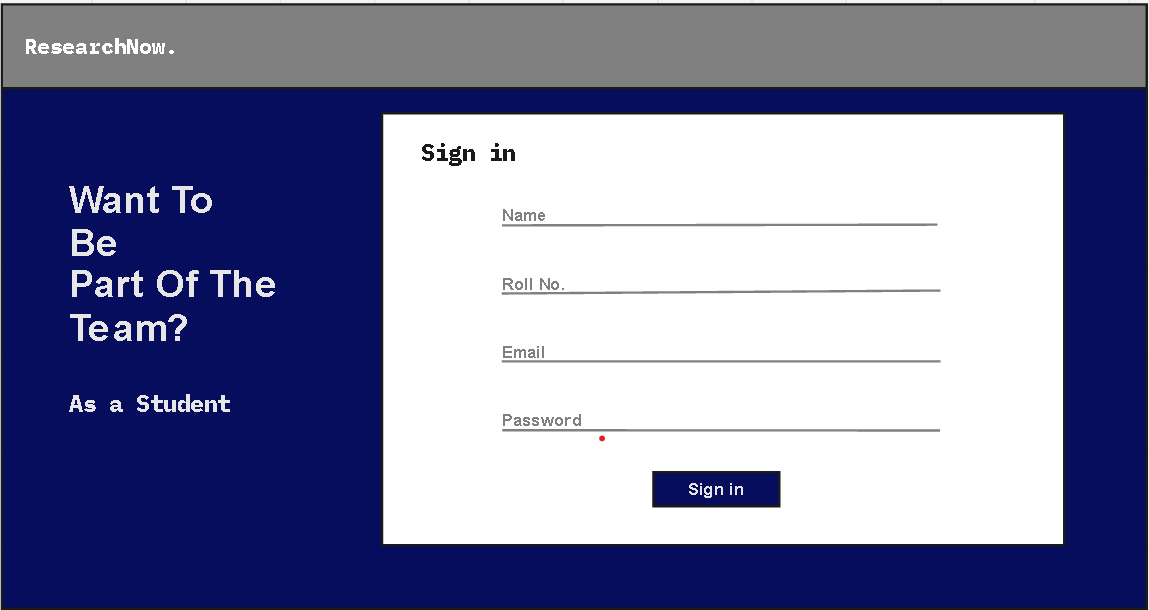 ResearchNow.
Want To
Be
Part Of The
Team?
As a Student
Sign in
Name
Roll No.
Email
Password
Sign in